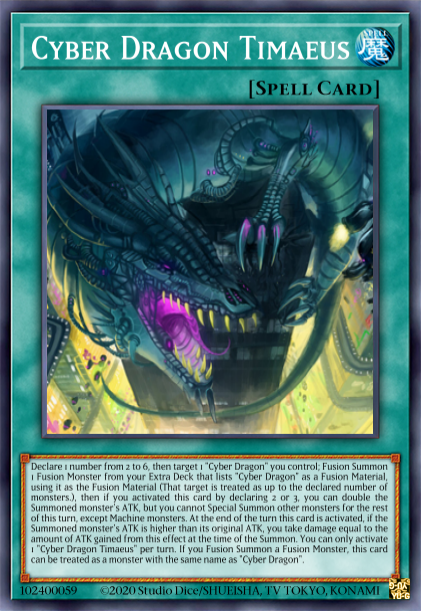 CYBER DRAGON TIMAEUS
SPELL
魔
[SPELL CARD]
Declare 1 number from 2 to 6, then target 1 "Cyber Dragon" you control; Fusion Summon
1 Fusion Monster from your Extra Deck that lists "Cyber Dragon" as a Fusion Material,
using it as the Fusion Material (That target is treated as up to the declared number of
monsters.), then if you activated this card by declaring 2 or 3, you can double the
Summoned monster's ATK, but you cannot Special Summon other monsters for the rest
of this turn, except Machine monsters. At the end of the turn this card is activated, if the
Summoned monster's ATK is higher than its original ATK, you take damage equal to the
amount of ATK gained from this effect at the time of the Summon. You can only activate
1 "Cyber Dragon Timaeus" per turn. If you Fusion Summon a Fusion Monster, this card
can be treated as a monster with the same name as "Cyber Dragon".
102400059 ©2020 Studio Dice/SHUEISHA, TV TOKYO, KONAMI